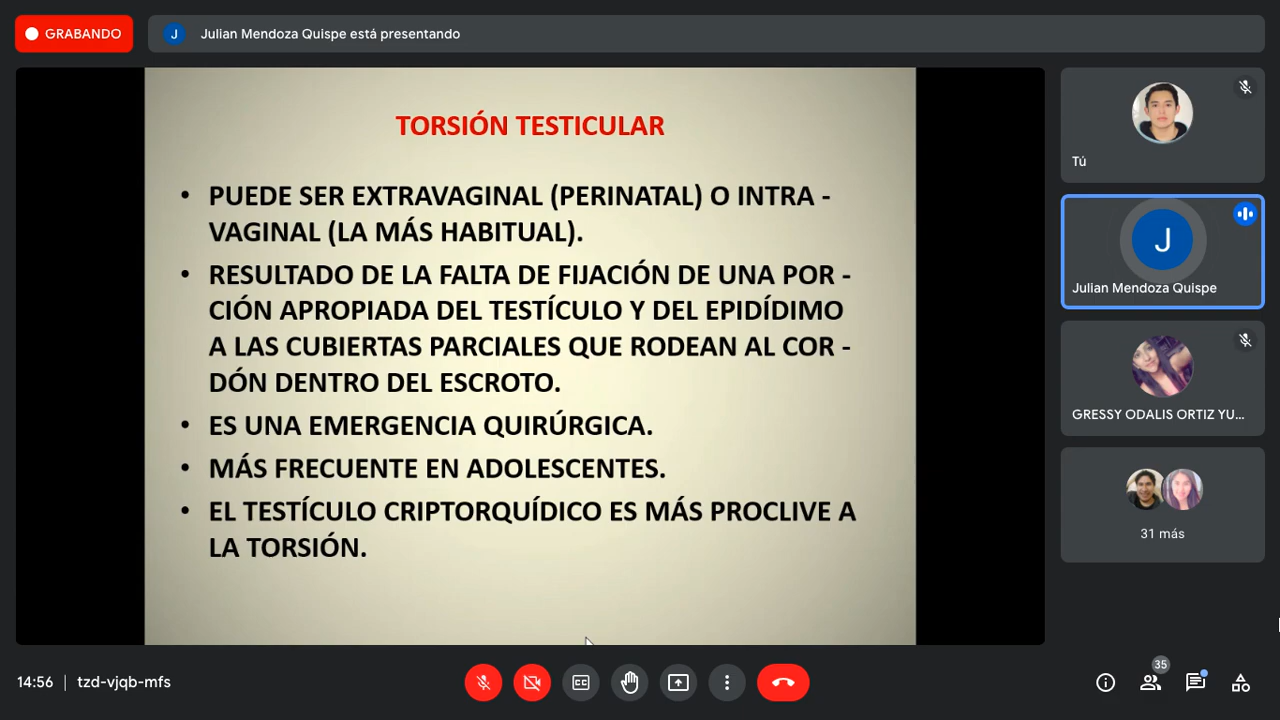 GRABANDO
J
Julian Mendoza Quispe está presentando
TORSIÓN TESTICULAR
• PUEDE SER EXTRAVAGINAL (PERINATAL) O INTRA -
VAGINAL (LA MÁS HABITUAL).
• RESULTADO DE LA FALTA DE FIJACIÓN DE UNA POR -
CIÓN APROPIADA DEL TESTÍCULO Y DEL EPIDÍDIMO
A LAS CUBIERTAS PARCIALES QUE RODEAN AL COR -
DÓN DENTRO DEL ESCROTO.
• ES UNA EMERGENCIA QUIRÚRGICA.
• MÁS FRECUENTE EN ADOLESCENTES.
• EL TESTÍCULO CRIPTORQUÍDICO ES MÁS PROCLIVE A
LA TORSIÓN.
Tú
J
Julian Mendoza Quispe
GRESSY ODALIS ORTIZ YU...
31 más
14:56 | tzd-vjqb-mfs
CC
35